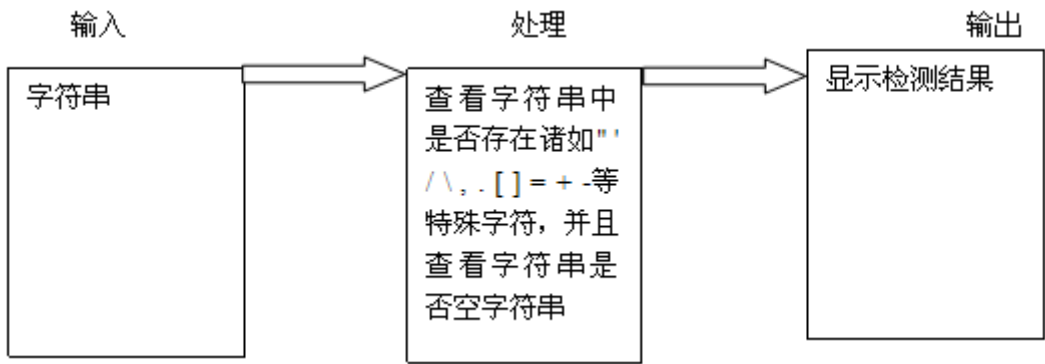 输入
处理
输出
字符串
查看字符串中
是否存在诸如"'
/ \ , . [ ] = + -等
特殊字符，并且
查看字符串是
否空字符串
显示检测结果